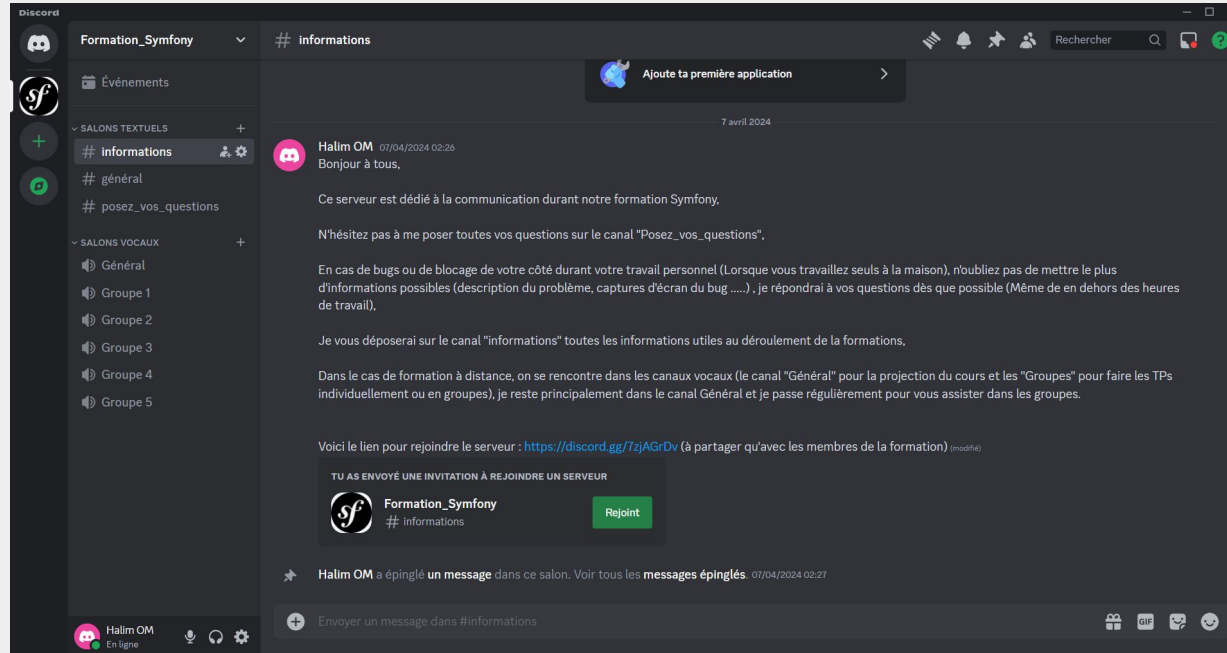 Discord
Formation_Symfony
# informations
Rechercher
Événements
SALONS TEXTUELS
# informations
# général
# posez_vos_questions
SALONS VOCAUX
Général
Groupe 1
Groupe 2
Groupe 3
Groupe 4
Groupe 5
Halim OM
En ligne
Ajoute ta première application
7 avril 2024
Halim OM 07/04/2024 02:26
Bonjour à tous,
Ce serveur est dédié à la communication durant notre formation Symfony,
N'hésitez pas à me poser toutes vos questions sur le canal "Posez_vos_questions",
En cas de bugs ou de blocage de votre côté durant votre travail personnel (Lorsque vous travaillez seuls à la maison), n'oubliez pas de mettre le plus
d'informations possibles (description du problème, captures d'écran du bug .....) , je répondrai à vos questions dès que possible (Même de en dehors des heures
de travail),
Je vous déposerai sur le canal "informations" toutes les informations utiles au déroulement de la formations,
Dans le cas de formation à distance, on se rencontre dans les canaux vocaux (le canal "Général" pour la projection du cours et les "Groupes" pour faire les TPs
individuellement ou en groupes), je reste principalement dans le canal Général et je passe régulièrement pour vous assister dans les groupes.
Voici le lien pour rejoindre le serveur : https://discord.gg/7zjAGrDv (à partager qu'avec les membres de la formation) (modifié)
TU AS ENVOYÉ UNE INVITATION À REJOINDRE UN SERVEUR
sf
Formation_Symfony
# informations
Rejoint
Halim OM a épinglé un message dans ce salon. Voir tous les messages épinglés. 07/04/2024 02:27
Envoyer un message dans #informations
GIF